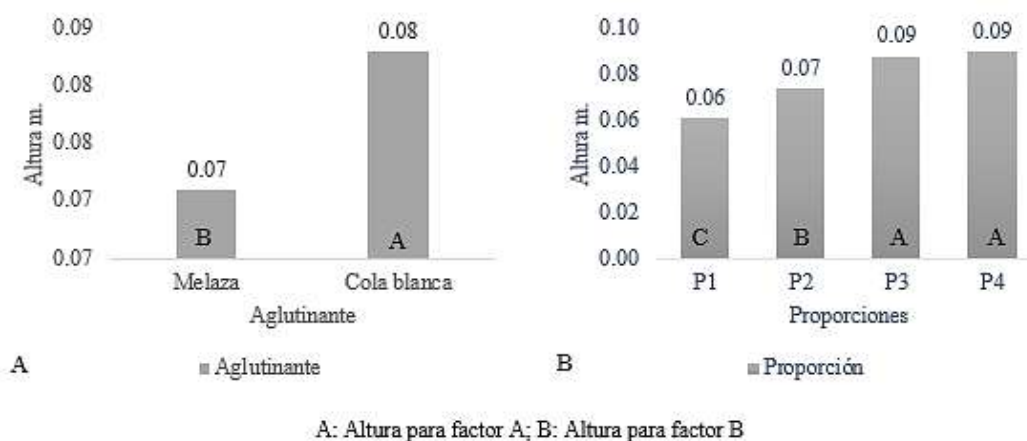 Altura m.
0.09
0.08
0.08
0.07
0.07
0.07
0.08
B
A
Melaza
Cola blanca
Aglutinante
Aglutinante
A
Altura m.
0.10
0.08
0.06
0.04
0.02
0.00
0.06
0.07
0.09
0.09
C
B
A
A
P1
P2
P3
P4
Proporciones
Proporción
B
A: Altura para factor A; B: Altura para factor B